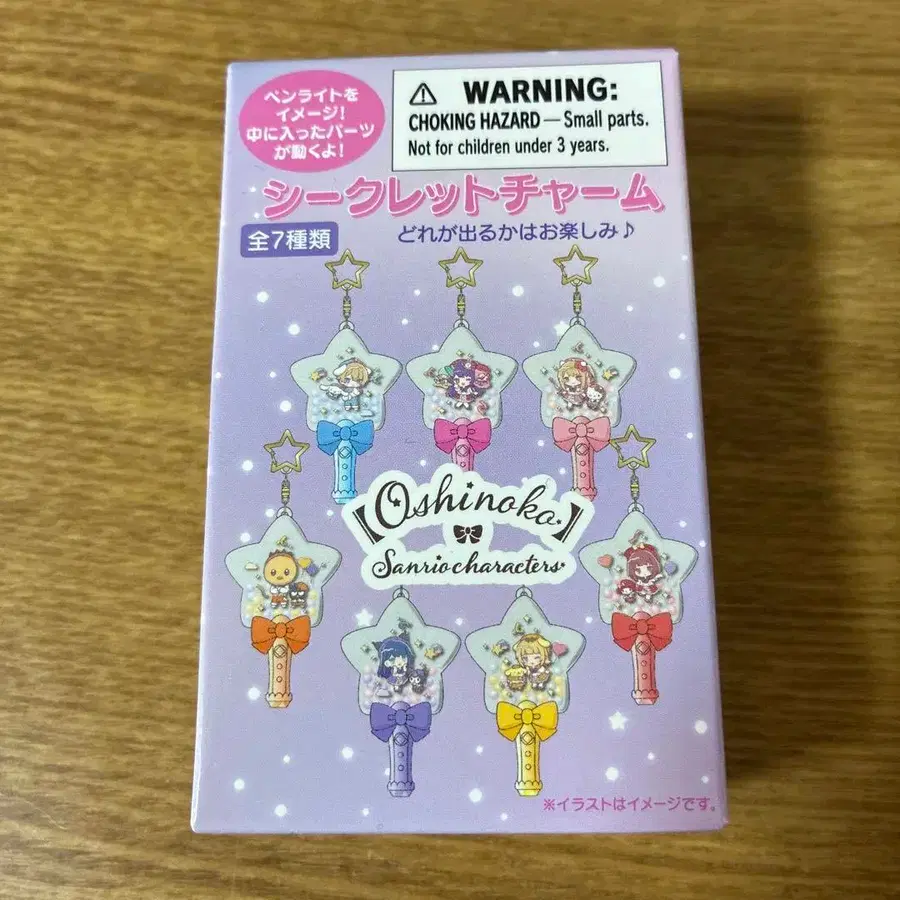 ペンライトを
イメージ!
中に入ったパーツ
が動くよ!
⚠ WARNING:
CHOKING HAZARD — Small parts.
Not for children under 3 years.
シークレットチャーム
全7種類
どれが出るかはお楽しみ♪
【Oshinoko】
Sanrio characters
※イラストはイメージです。